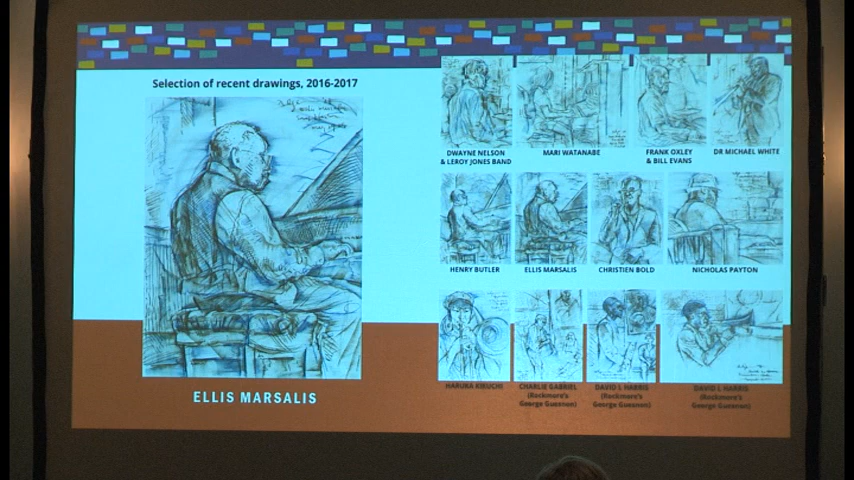 Selection of recent drawings, 2016-2017
ELLIS MARSALIS
DWAYNE NELSON
& LEROY JONES BAND
MARI WATANABE
FRANK OXLEY
& BILL EVANS
DR MICHAEL WHITE
HENRY BUTLER
ELLIS MARSALIS
CHRISTIEN BOLD
NICHOLAS PAYTON
HARUKA KIKUCHI
CHARLIE GABRIEL
(Rockmore's
George Guesnon)
DAVID L HARRIS
(Rockmore's
George Guesnon)
DAVID L HARRIS
(Rockmore's
George Guesnon)